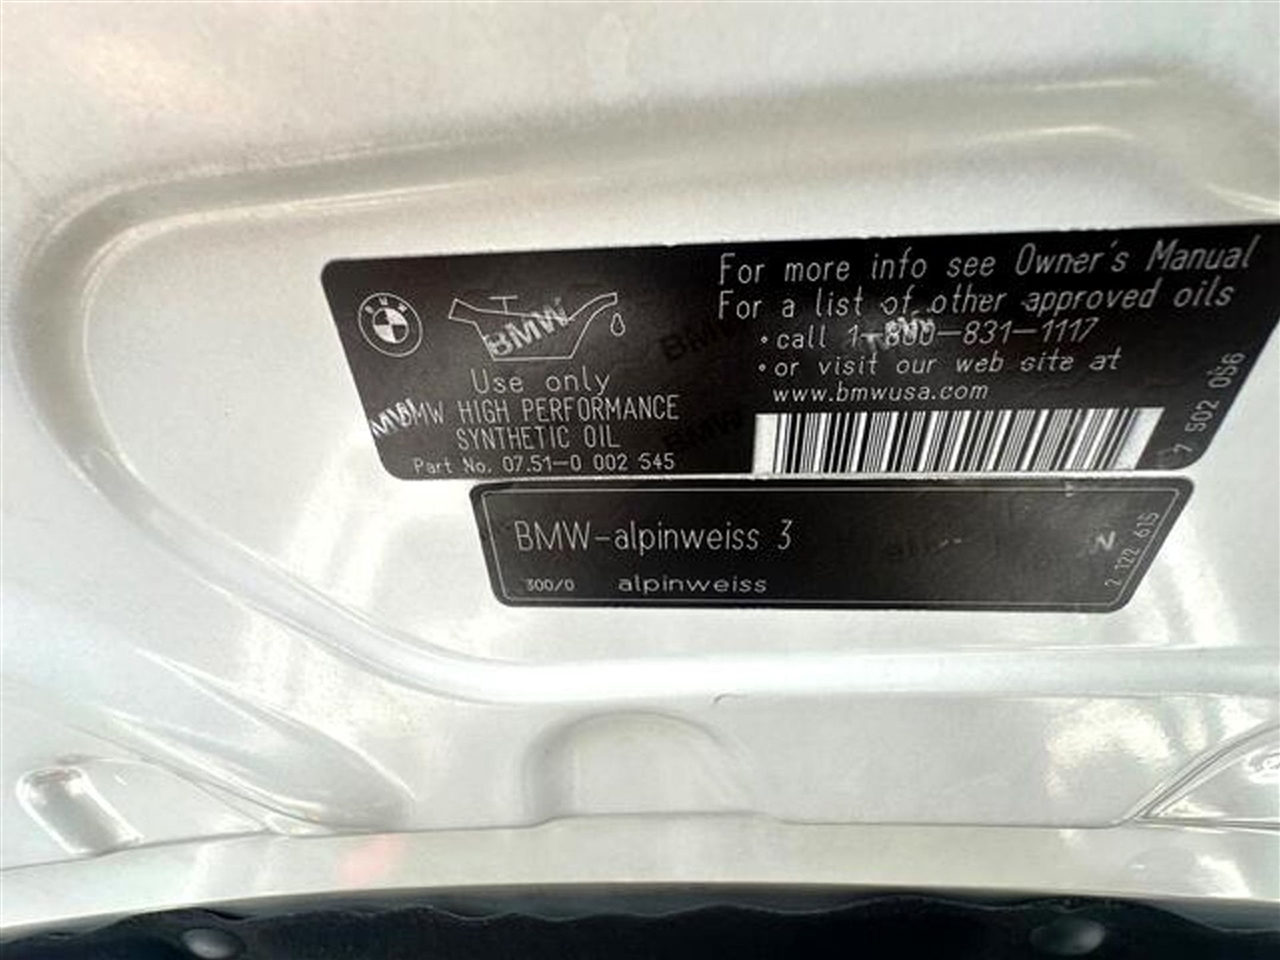 BMW
For more info see Owner's Manual
For a list of other approved oils
• call 1-800-831-1117
• or visit our web site at
www.bmwusa.com
Use only
BMW HIGH PERFORMANCE
SYNTHETIC OIL
Part No. 07.51-0 002 545
7 502 056
BMW-alpinweiss 3
300/0 alpinweiss
2 122 615